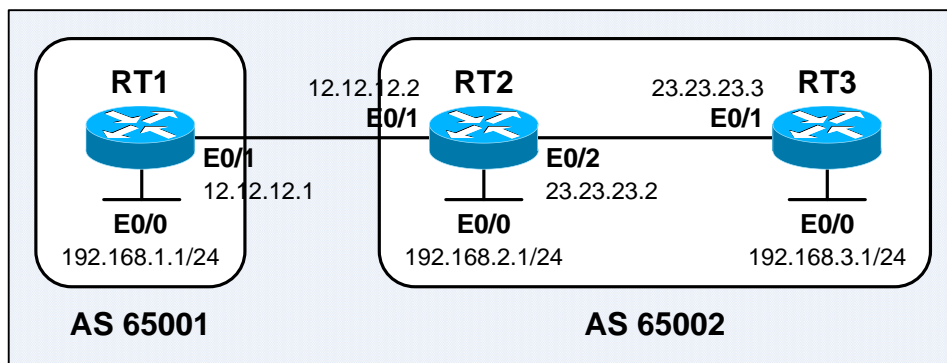 RT1
12.12.12.2
RT2
23.23.23.3
RT3
E0/1
E0/1
E0/1
E0/2
12.12.12.1
23.23.23.2
E0/0
E0/0
E0/0
192.168.1.1/24
192.168.2.1/24
192.168.3.1/24
AS 65001
AS 65002